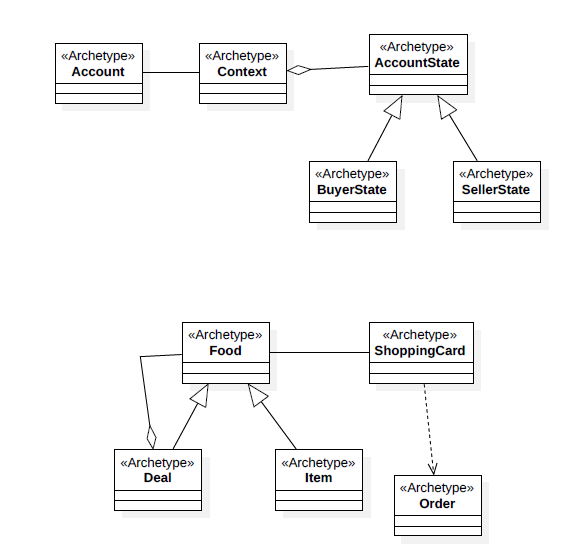 «Archetype»
Account
«Archetype»
Context
«Archetype»
AccountState
«Archetype»
BuyerState
«Archetype»
SellerState
«Archetype»
Food
«Archetype»
ShoppingCard
«Archetype»
Deal
«Archetype»
Item
«Archetype»
Order